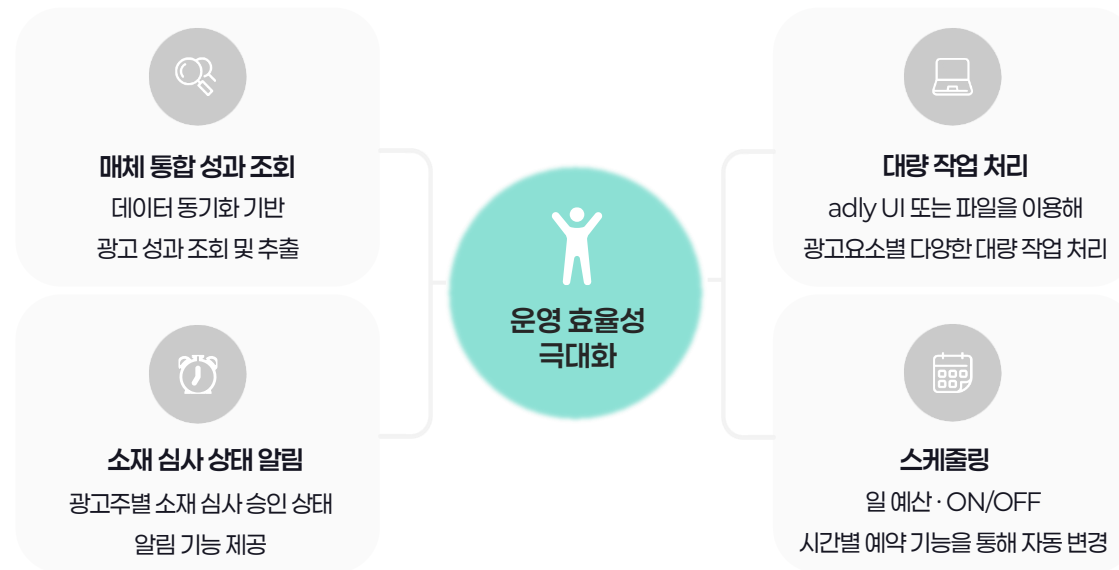 매체 통합 성과 조회
데이터 동기화 기반
광고 성과 조회 및 추출
소재 심사 상태 알림
광고주별 소재 심사 승인 상태
알림 기능 제공
운영 효율성
극대화
대량 작업 처리
adly UI 또는 파일을 이용해
광고요소별 다양한 대량 작업 처리
스케줄링
일 예산 · ON/OFF
시간별 예약 기능을 통해 자동 변경